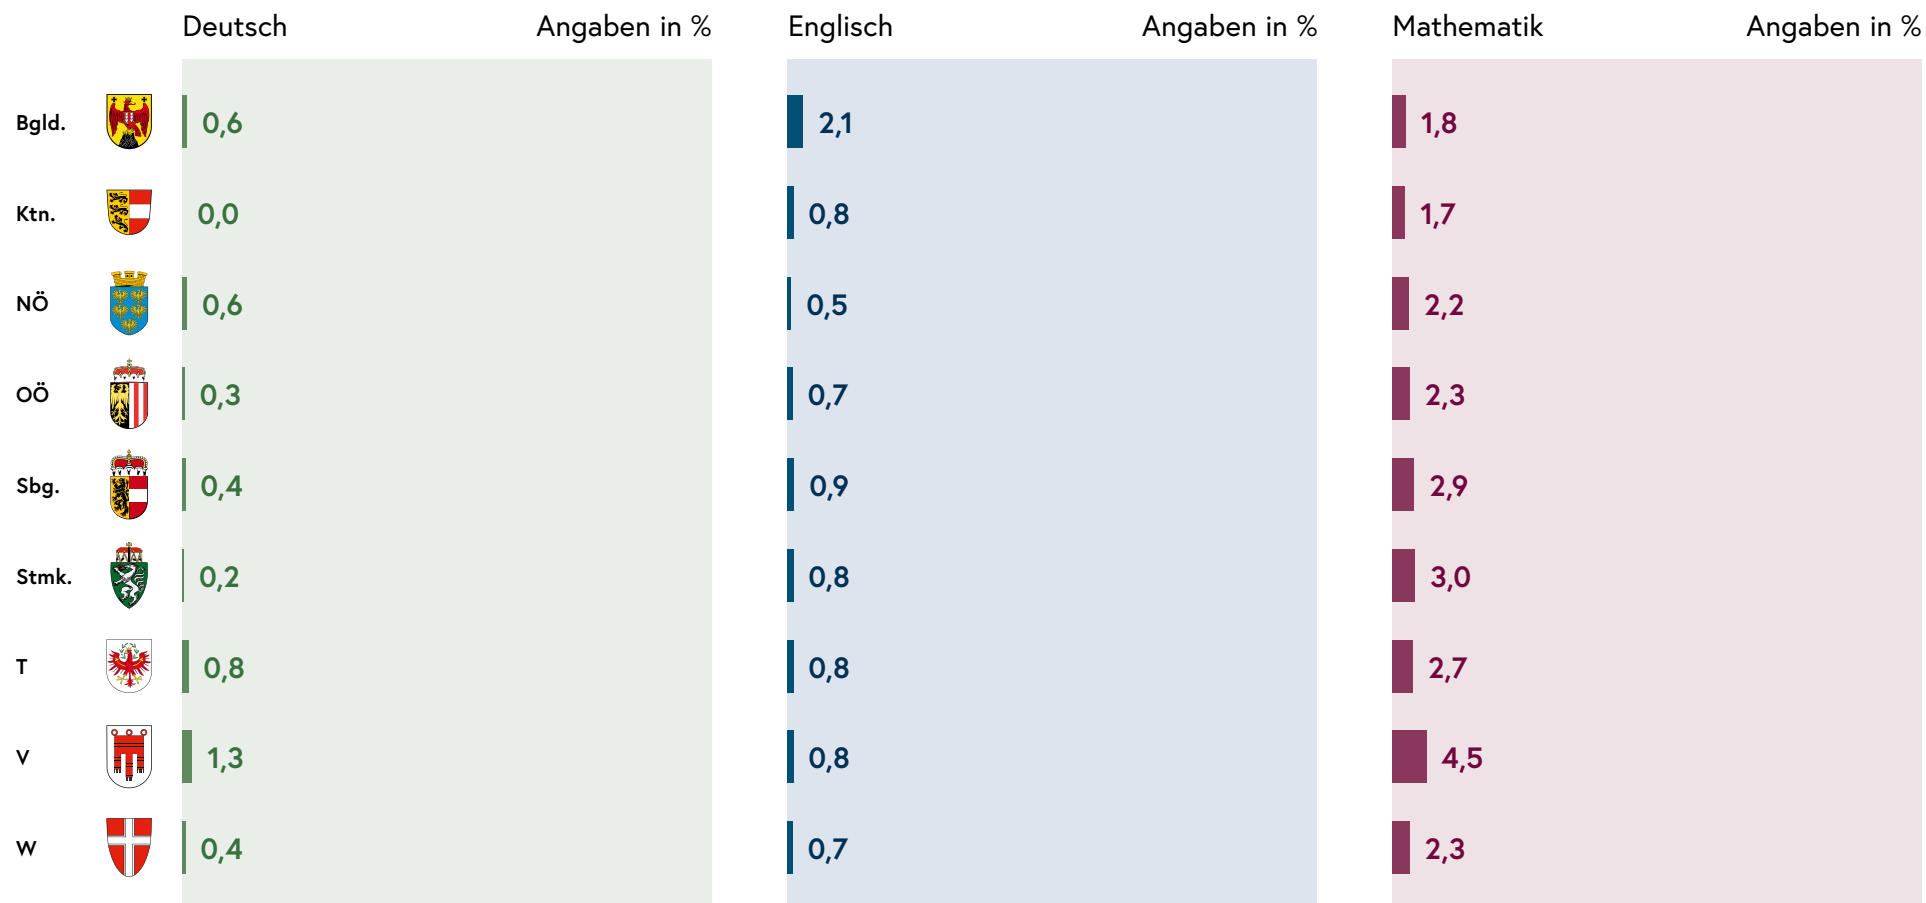 Deutsch Angaben in % Englisch Angaben in % Mathematik Angaben in %
Bgld. 0,6 2,1 1,8
Ktn. 0,0 0,8 1,7
NÖ 0,6 0,5 2,2
OÖ 0,3 0,7 2,3
Sbg. 0,4 0,9 2,9
Stmk. 0,2 0,8 3,0
T 0,8 0,8 2,7
V 1,3 0,8 4,5
W 0,4 0,7 2,3